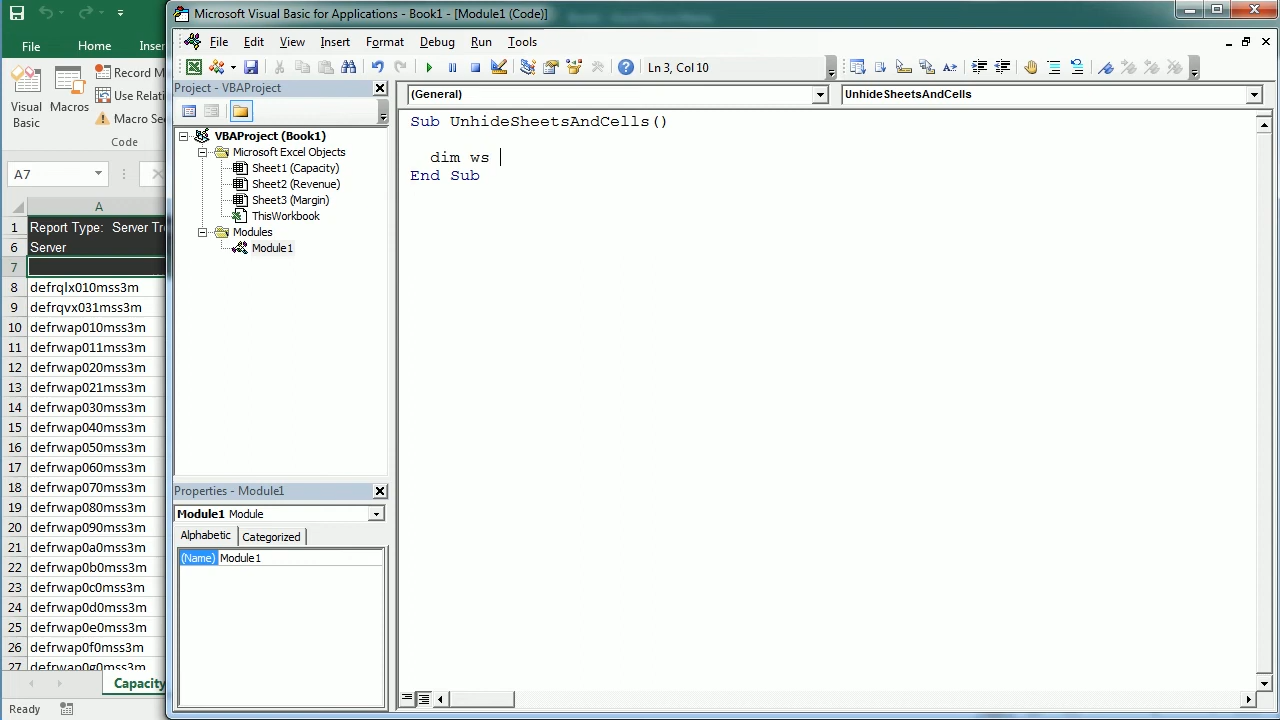 Microsoft Visual Basic for Applications - Book1 - [Module1 (Code)]
File Home Inser
Record M
Use Relati
Macro Sec
Visual Basic
Macros
Code
A7
A
1 Report Type: Server Tr
6 Server
7
8 defrqlx010mss3m
9 defrqvx031mss3m
10 defrwap010mss3m
11 defrwap011mss3m
12 defrwap020mss3m
13 defrwap021mss3m
14 defrwap030mss3m
15 defrwap040mss3m
16 defrwap050mss3m
17 defrwap060mss3m
18 defrwap070mss3m
19 defrwap080mss3m
20 defrwap090mss3m
21 defrwap0a0mss3m
22 defrwap0b0mss3m
23 defrwap0c0mss3m
24 defrwap0d0mss3m
25 defrwap0e0mss3m
26 defrwap0f0mss3m
27 defrwap0g0mss3m
Capacity
Ready
File Edit View Insert Format Debug Run Tools
Ln 3, Col 10
Project - VBAProject
VBAProject (Book1)
Microsoft Excel Objects
Sheet1 (Capacity)
Sheet2 (Revenue)
Sheet3 (Margin)
ThisWorkbook
Modules
Module1
Properties - Module1
Module1 Module
Alphabetic Categorized
(Name) Module1
(General) UnhideSheetsAndCells
Sub UnhideSheetsAndCells()
dim ws
End Sub